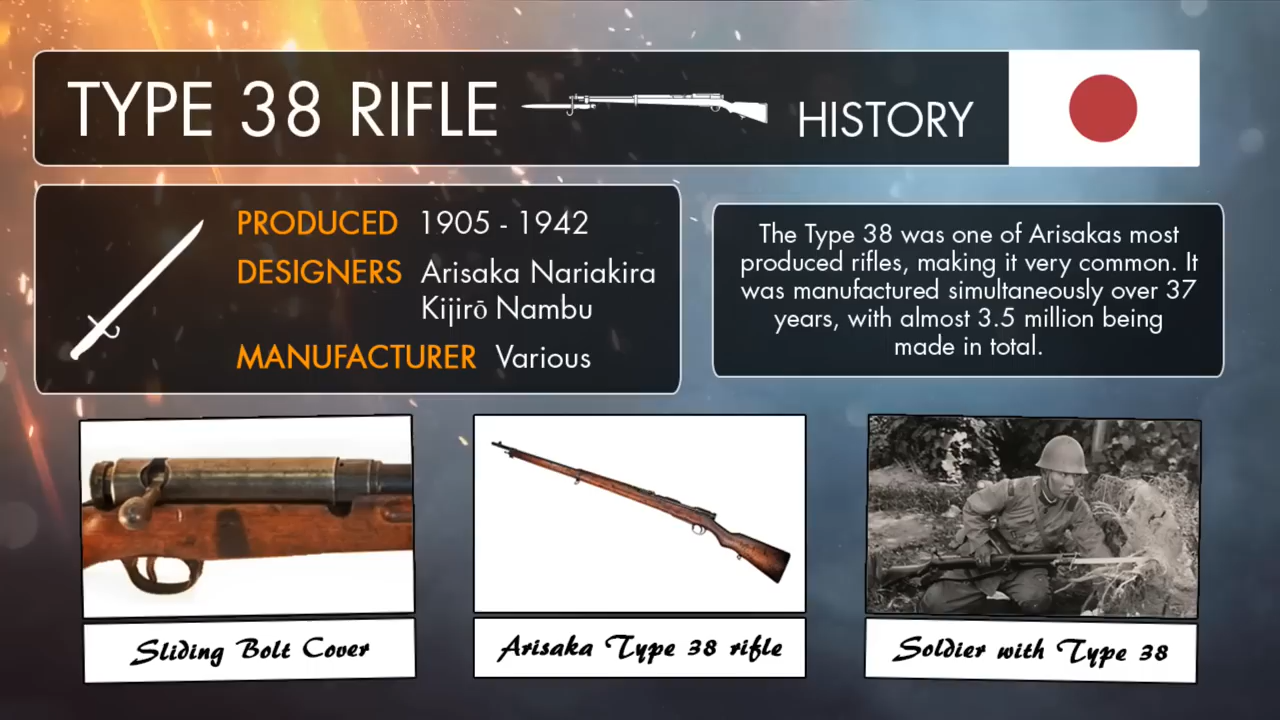 TYPE 38 RIFLE
HISTORY
PRODUCED 1905 - 1942
DESIGNERS Arisaka Nariakira
Kijirō Nambu
MANUFACTURER Various
The Type 38 was one of Arisakas most
produced rifles, making it very common. It
was manufactured simultaneously over 37
years, with almost 3.5 million being
made in total.
Sliding Bolt Cover
Arisaka Type 38 rifle
Soldier with Type 38